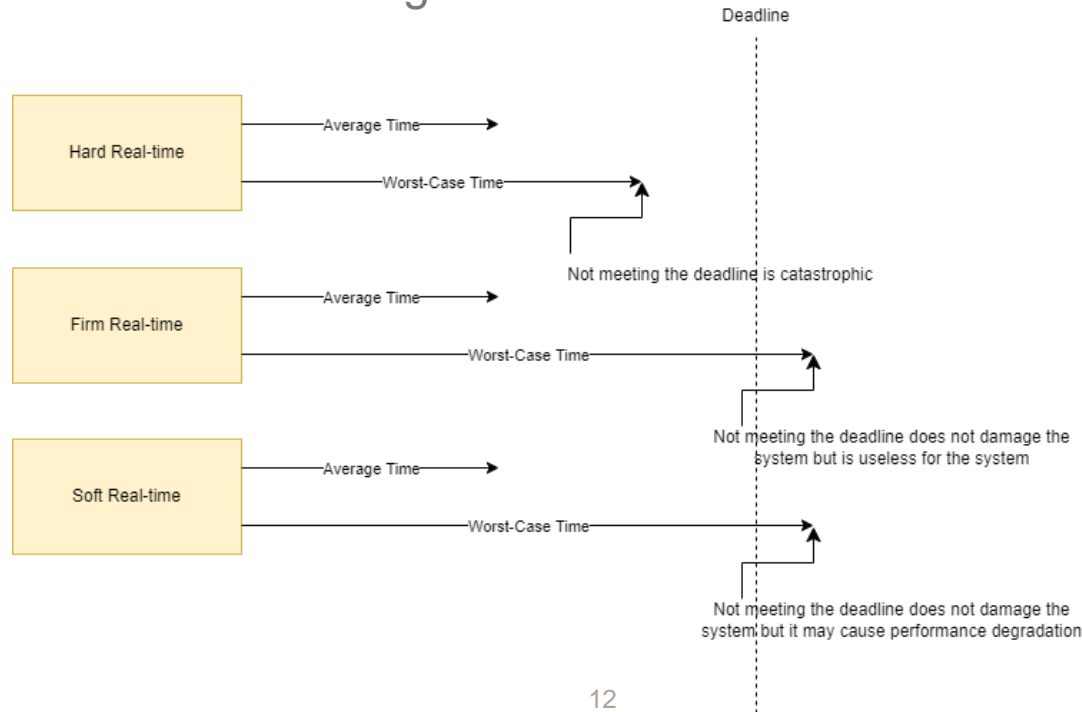 Deadline
Average Time
Hard Real-time
Worst-Case Time
Not meeting the deadline is catastrophic
Average Time
Firm Real-time
Worst-Case Time
Not meeting the deadline does not damage the
system but is useless for the system
Average Time
Soft Real-time
Worst-Case Time
Not meeting the deadline does not damage the
system but it may cause performance degradation
12